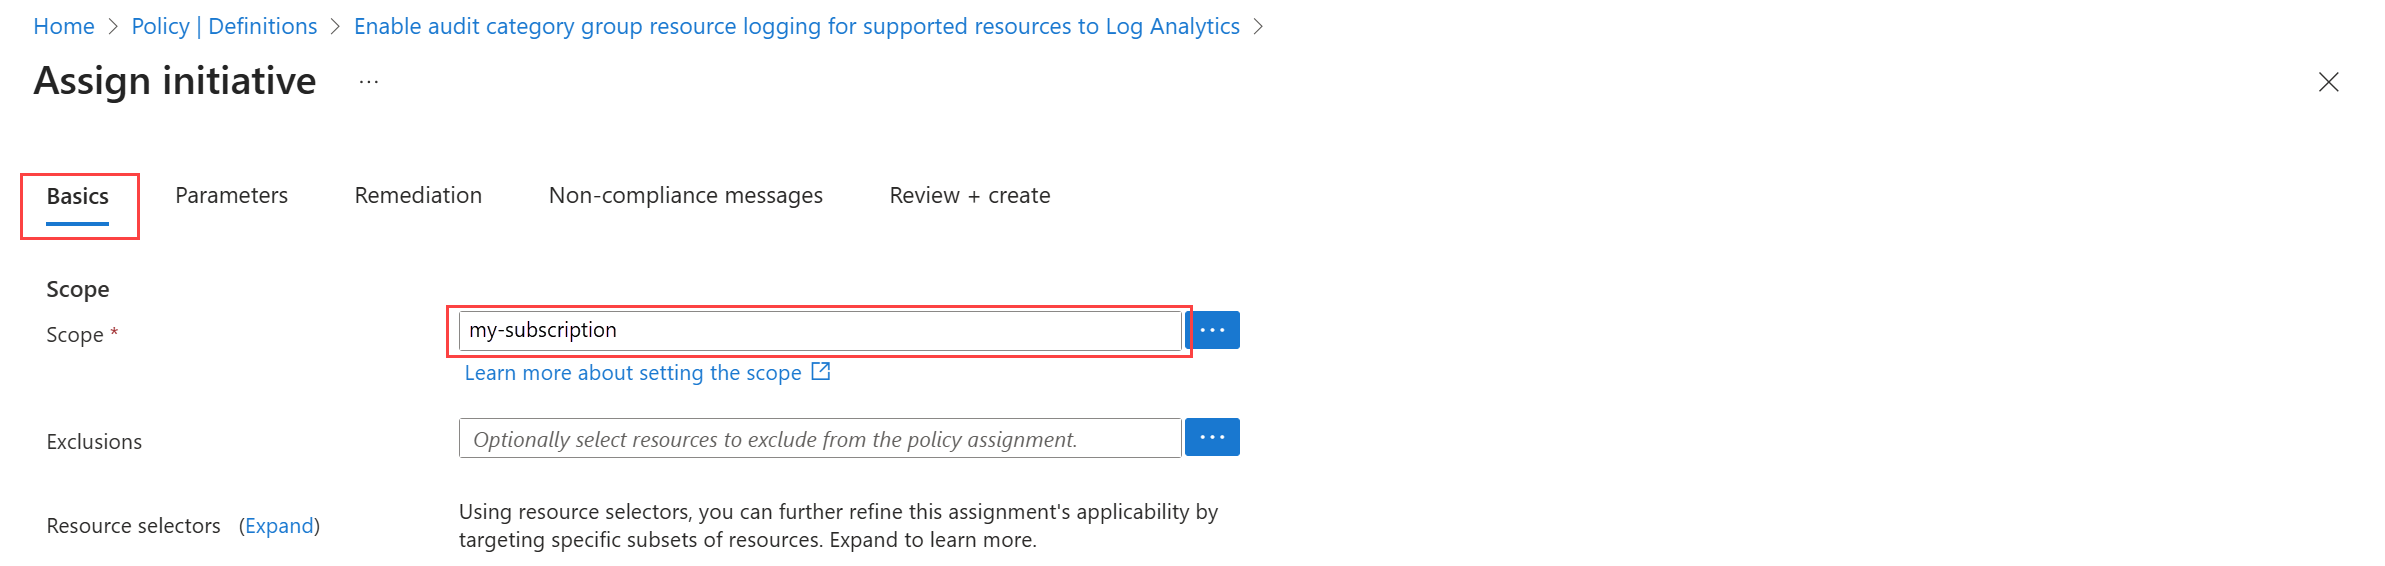 Home > Policy | Definitions > Enable audit category group resource logging for supported resources to Log Analytics >
Assign initiative ...
Basics Parameters Remediation Non-compliance messages Review + create
Scope
Scope * my-subscription ...
Learn more about setting the scope
Exclusions Optionally select resources to exclude from the policy assignment. ...
Resource selectors (Expand) Using resource selectors, you can further refine this assignment's applicability by
targeting specific subsets of resources. Expand to learn more.